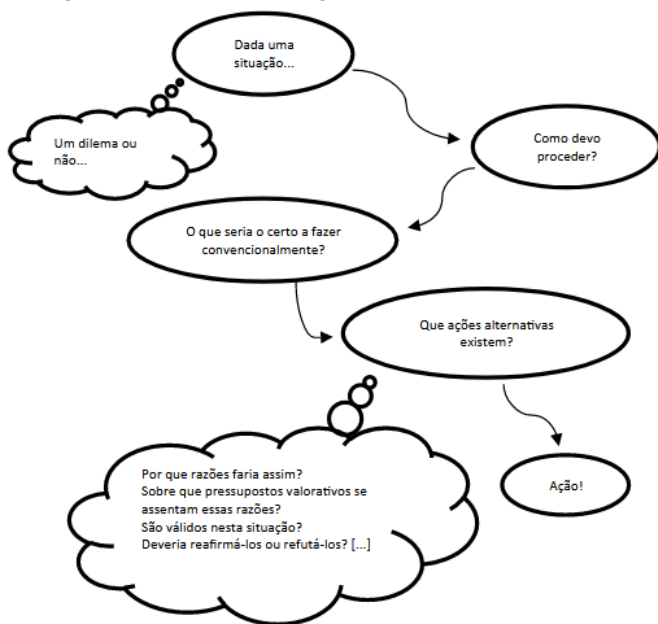 Dada uma
situação...
Um dilema ou
não...
Como devo
proceder?
O que seria o certo a fazer
convencionalmente?
Que ações alternativas
existem?
Por que razões faria assim?
Sobre que pressupostos valorativos se
assentam essas razões?
São válidos nesta situação?
Deveria reafirmá-los ou refutá-los? [...]
Ação!